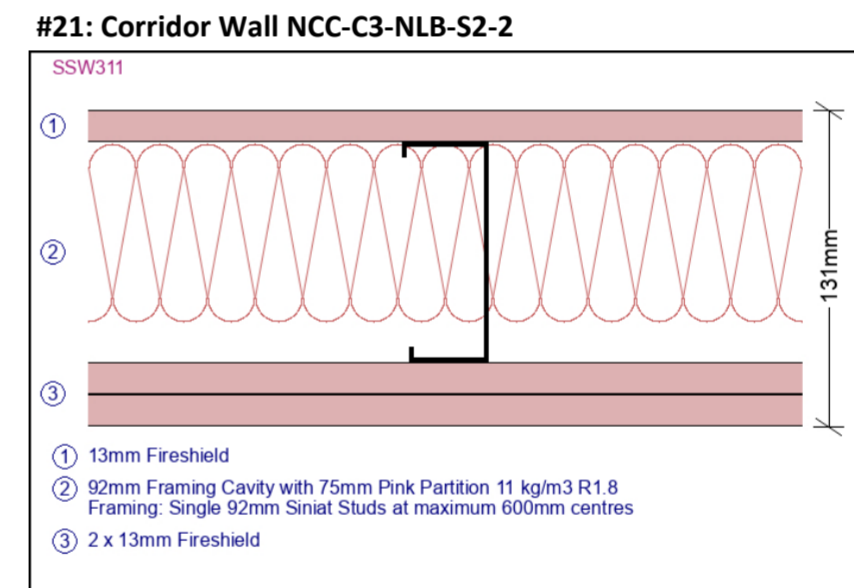 #21: Corridor Wall NCC-C3-NLB-S2-2
SSW311
1
2
3
131mm
1 13mm Fireshield
2 92mm Framing Cavity with 75mm Pink Partition 11 kg/m3 R1.8
Framing: Single 92mm Siniat Studs at maximum 600mm centres
3 2 x 13mm Fireshield